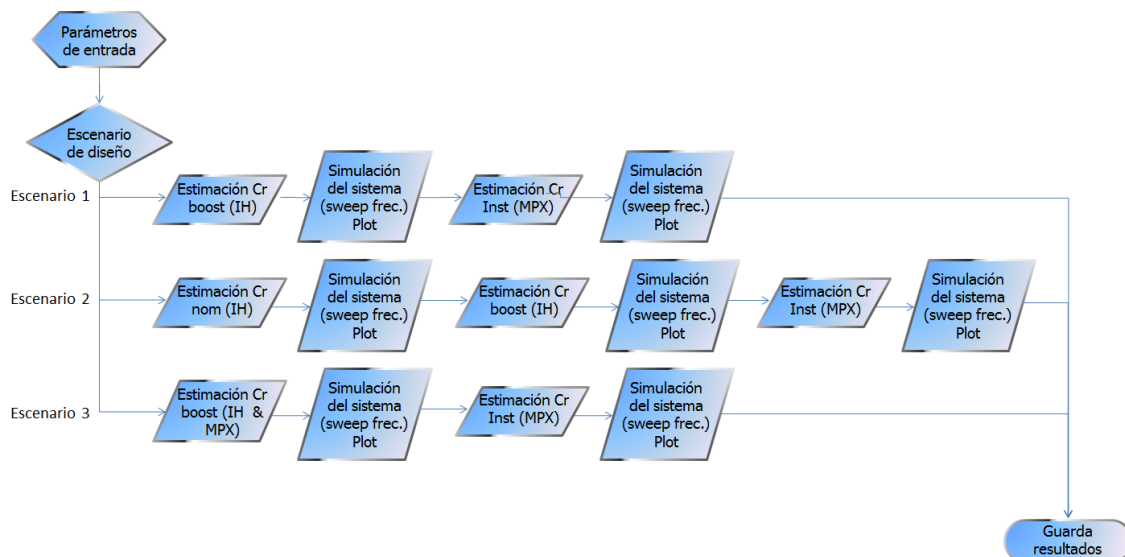 Parámetros
de entrada
Escenario
de diseño
Escenario 1
Estimación Cr
boost (IH)
Simulación
del sistema
(sweep frec.)
Plot
Estimación Cr
Inst (MPX)
Simulación
del sistema
(sweep frec.)
Plot
Escenario 2
Estimación Cr
nom (IH)
Simulación
del sistema
(sweep frec.)
Plot
Estimación Cr
boost (IH)
Simulación
del sistema
(sweep frec.)
Plot
Estimación Cr
Inst (MPX)
Simulación
del sistema
(sweep frec.)
Plot
Escenario 3
Estimación Cr
boost (IH &
MPX)
Simulación
del sistema
(sweep frec.)
Plot
Estimación Cr
Inst (MPX)
Simulación
del sistema
(sweep frec.)
Plot
Guarda
resultados